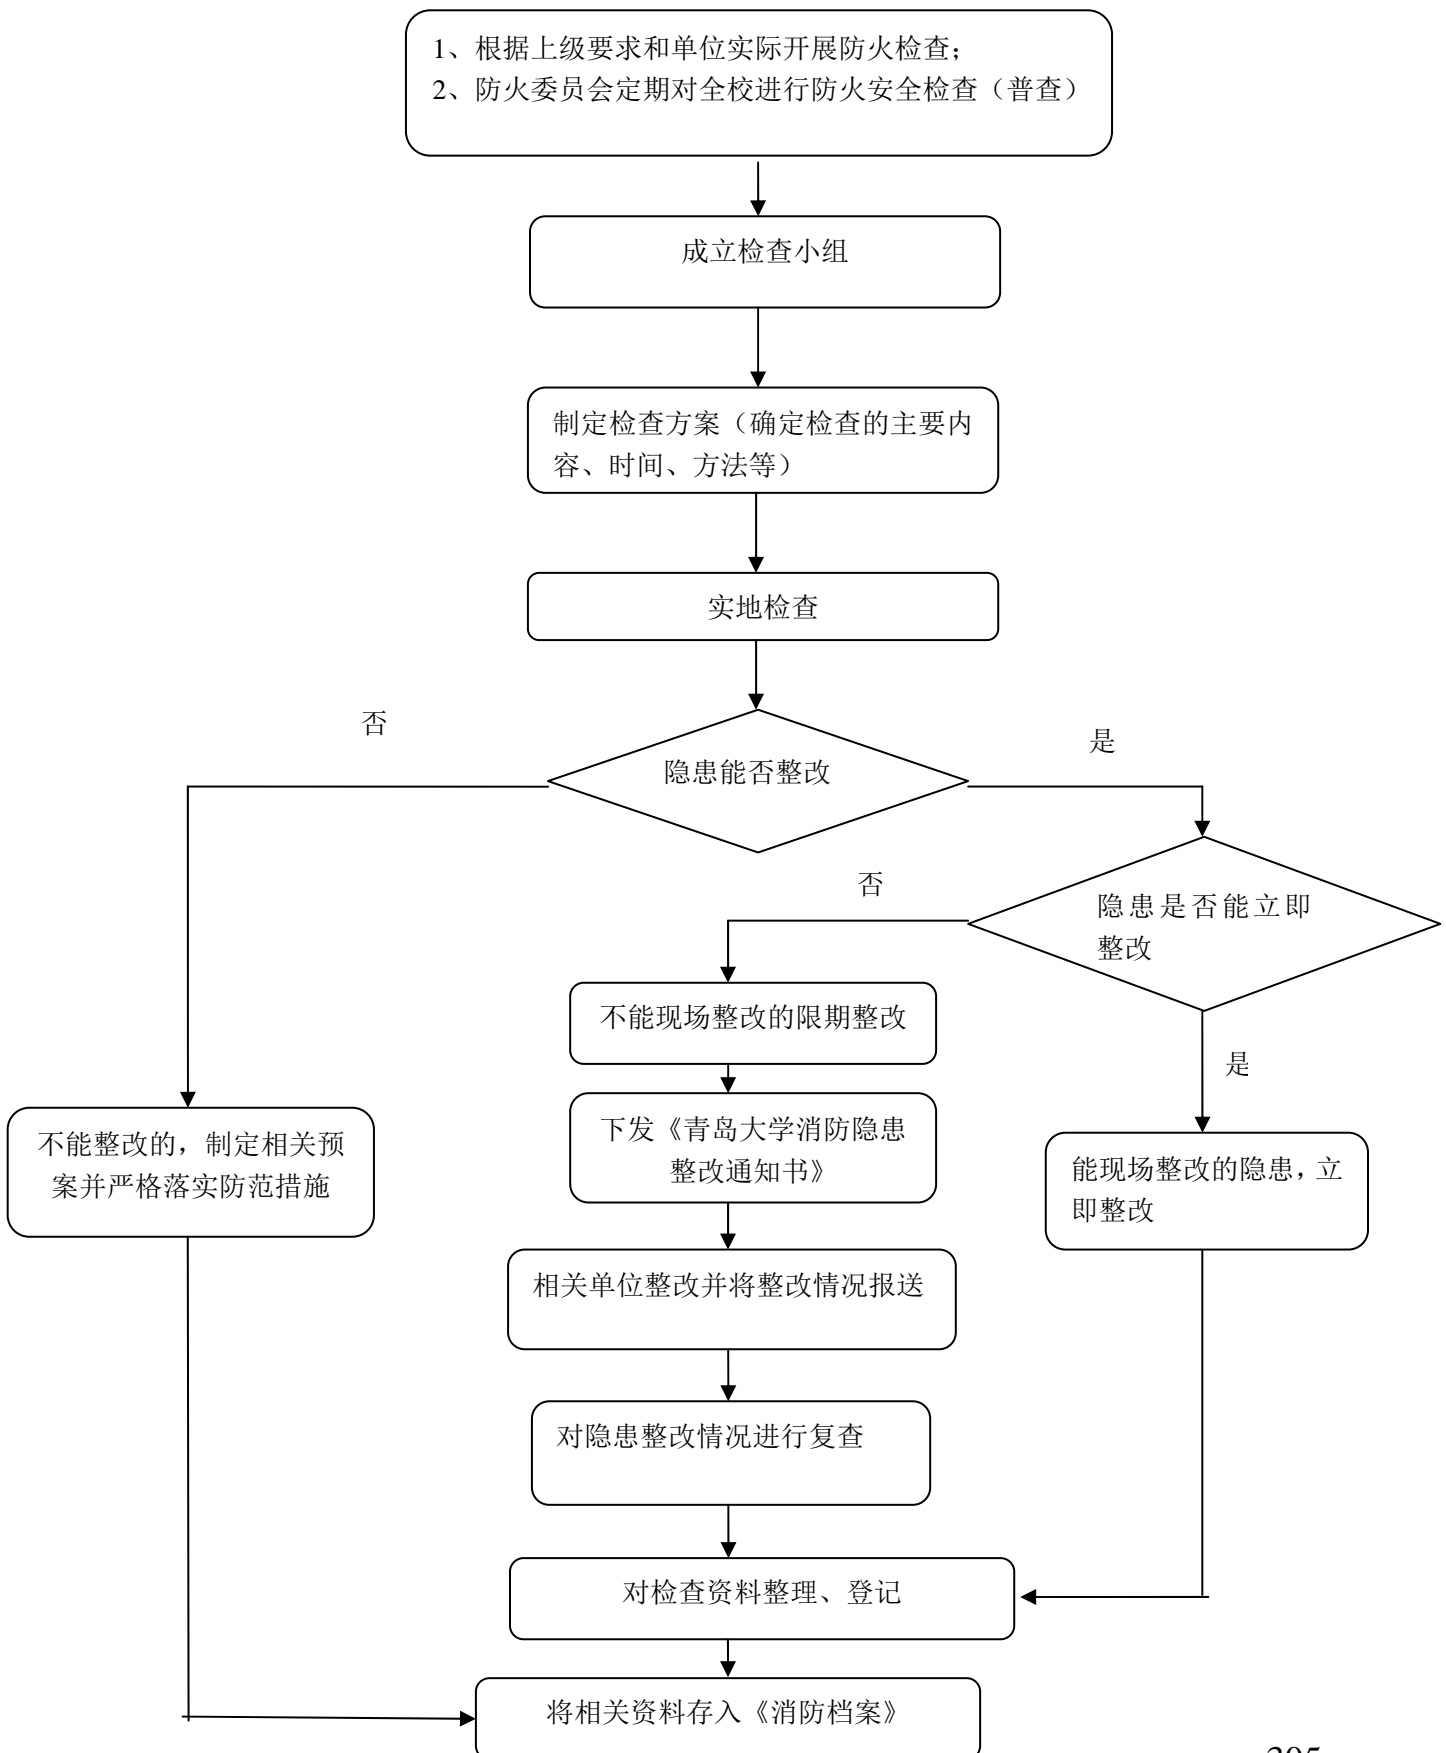 1、根据上级要求和单位实际开展防火检查；
2、防火委员会定期对全校进行防火安全检查（普查）
成立检查小组
制定检查方案（确定检查的主要内
容、时间、方法等）
实地检查
否
是
隐患能否整改
否
隐患是否能立即
整改
不能现场整改的限期整改
是
下发《青岛大学消防隐患
整改通知书》
不能整改的，制定相关预
案并严格落实防范措施
能现场整改的隐患，立
即整改
相关单位整改并将整改情况报送
对隐患整改情况进行复查
对检查资料整理、登记
将相关资料存入《消防档案》